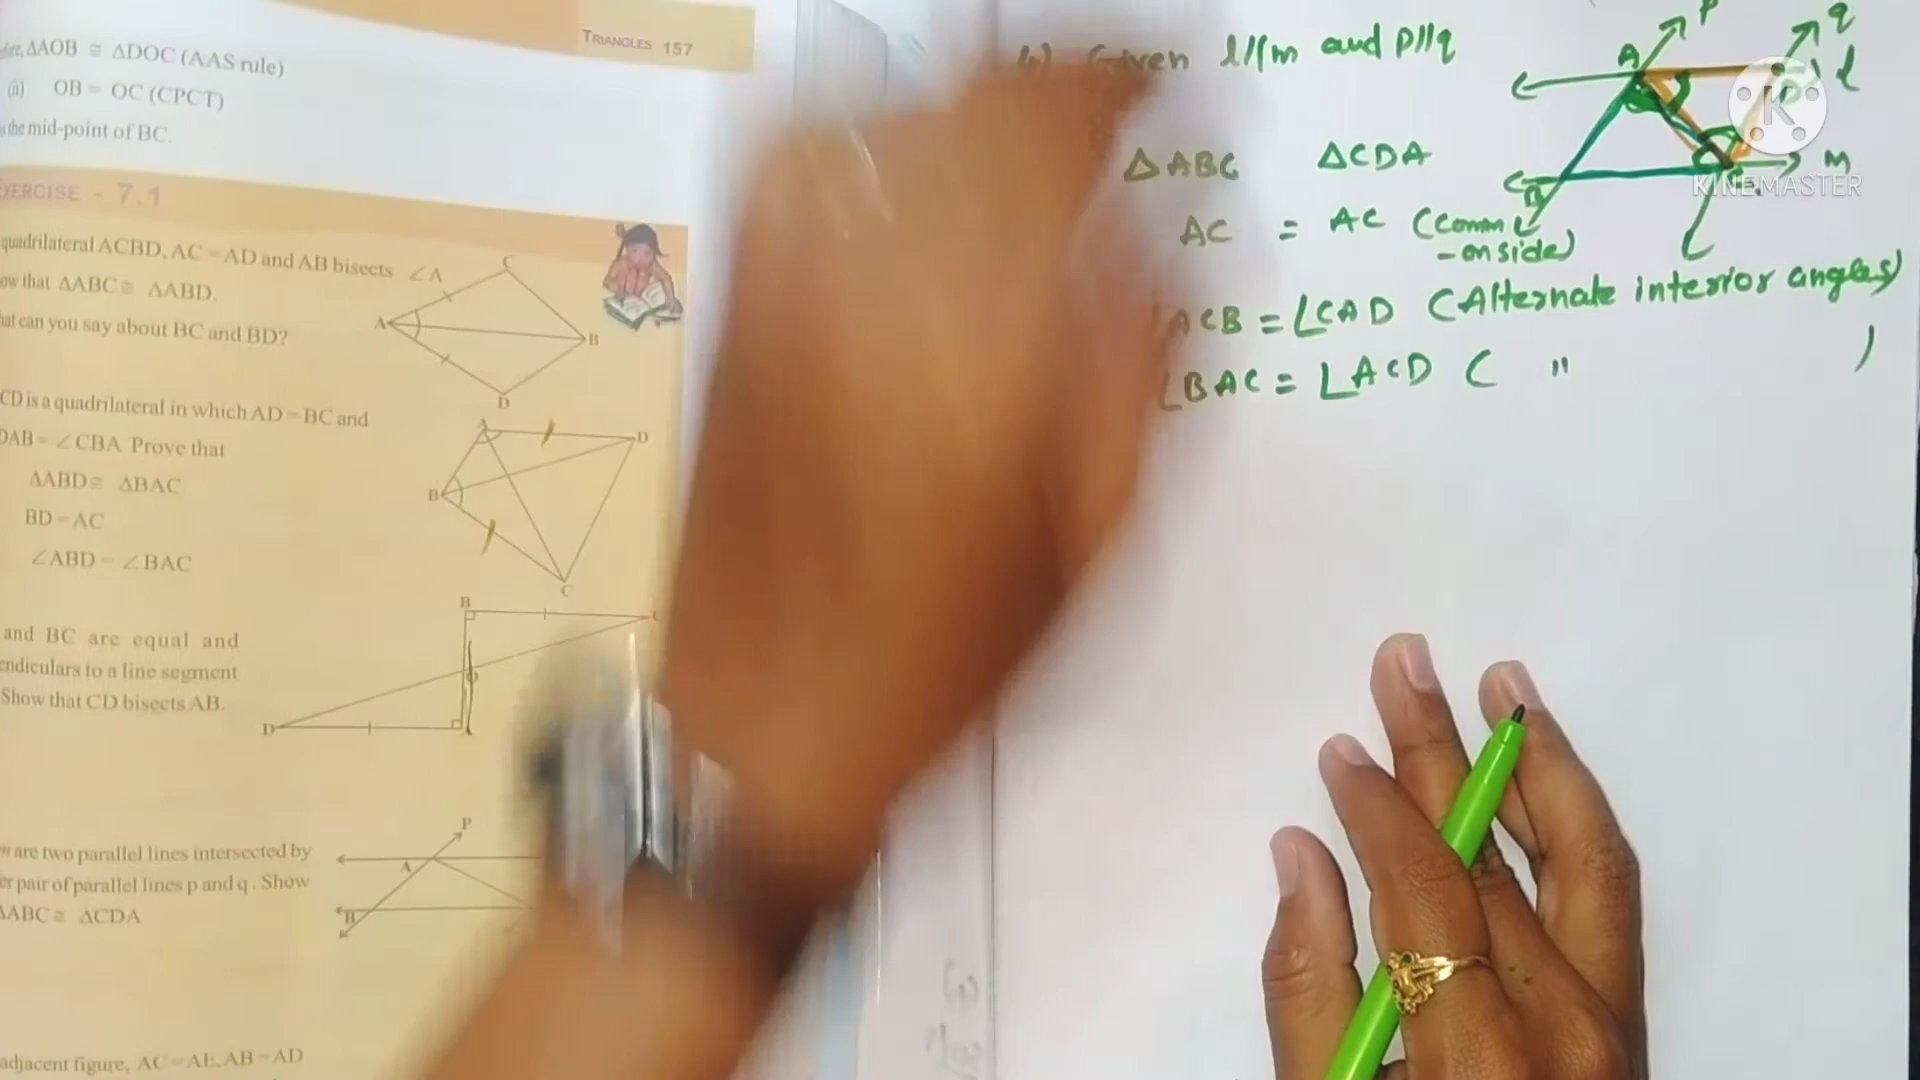 TRIANGLES 157
ΔAOB ≅ ΔDOC (AAS rule)
(ii) OB = OC (CPCT)
the mid-point of BC.
EXERCISE - 7.1
quadrilateral ACBD, AC = AD and AB bisects ∠A
that ΔABC ≅ ΔABD.
can you say about BC and BD?
C
A
B
D
CD is a quadrilateral in which AD = BC and
DAB = ∠CBA Prove that
ΔABD ≅ ΔBAC
BD = AC
∠ABD = ∠BAC
A
D
B
C
and BC are equal and
to a line segment
Show that CD bisects AB.
B
D
m are two parallel lines intersected by
pair of parallel lines p and q. Show
ΔABC ≅ ΔCDA
P
A
B
adjacent figure, AC = AE, AB = AD
Given l//m and p//q
ΔABC ΔCDA
AC = AC (comm
-on side)
∠ACB = ∠CAD (Alternate interior angles)
∠BAC = ∠ACD ( " )
P
q
A
D
l
B
M
K
KINEMASTER